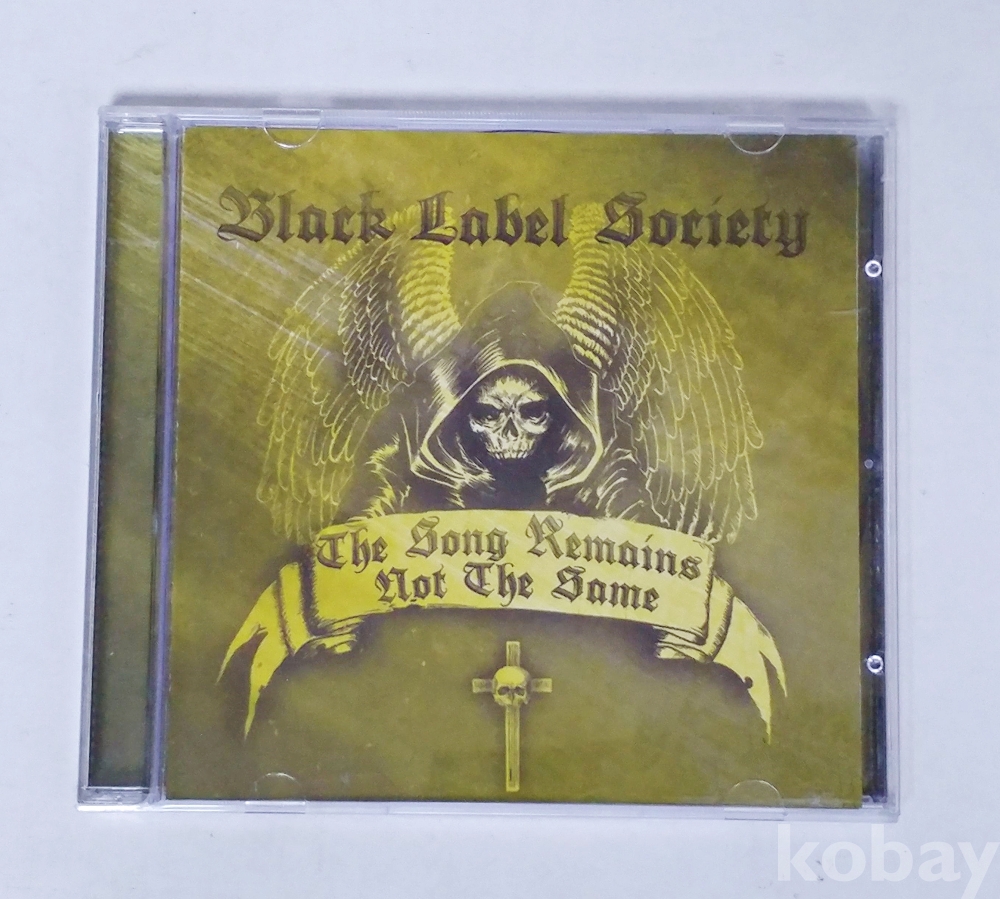 Black Label Society
The Song Remains
Not The Same
kobay